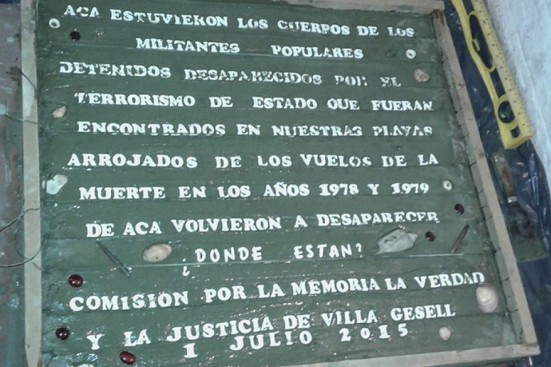 ACA ESTUVIERON LOS CUERPOS DE LOS
MILITANTES POPULARES
DETENIDOS DESAPARECIDOS POR EL
TERRORISMO DE ESTADO QUE FUERAN
ENCONTRADOS EN NUESTRAS PLAYAS
ARROJADOS DE LOS VUELOS DE LA
MUERTE EN LOS AÑOS 1978 Y 1979
DE ACA VOLVIERON A DESAPARECER
¿DONDE ESTAN?
COMISION POR LA MEMORIA LA VERDAD
Y LA JUSTICIA DE VILLA GESELL
1 JULIO 2015